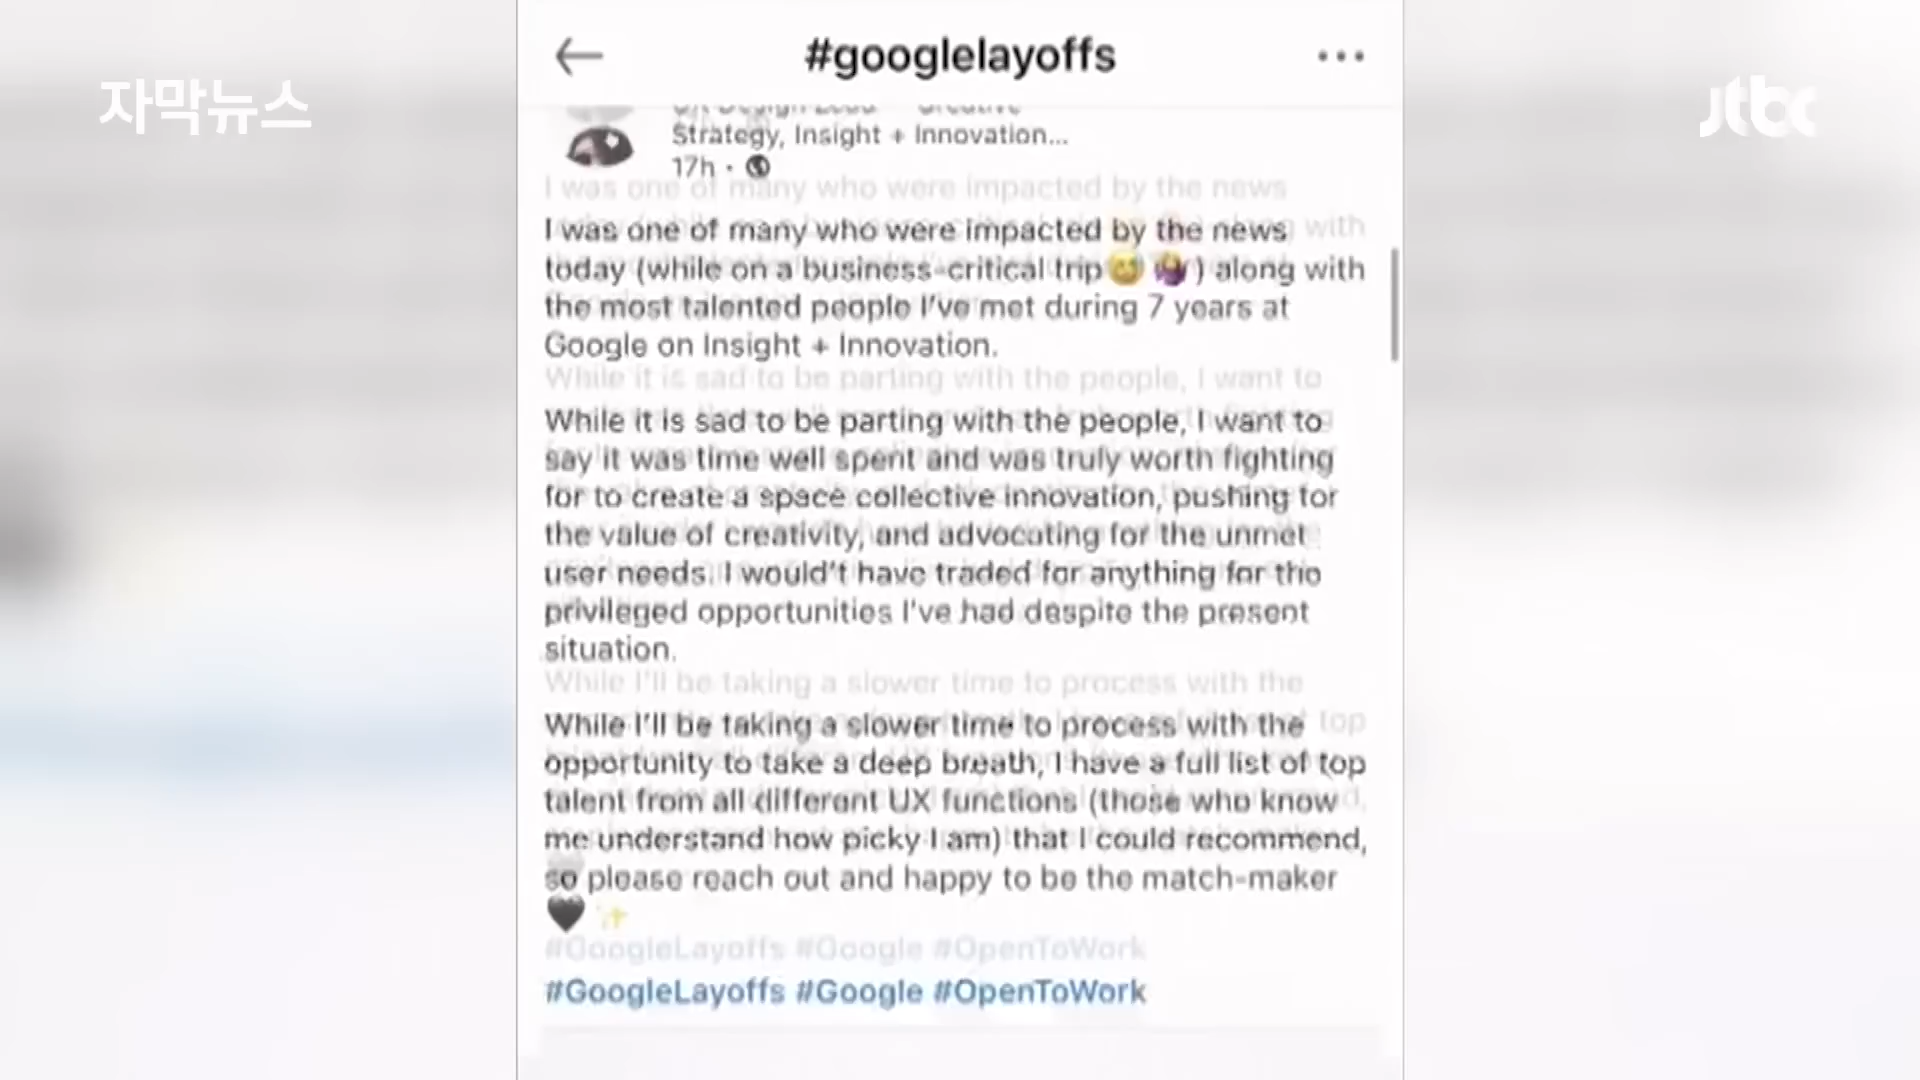 자막뉴스
jtbc
#googlelayoffs
Strategy, Insight + Innovation...
17h
I was one of many who were impacted by the news
today (while on a business-critical trip😅 🤷🏾‍♀️) along with
the most talented people I've met during 7 years at
Google on Insight + Innovation.
While it is sad to be parting with the people, I want to
say it was time well spent and was truly worth fighting
for to create a space collective innovation, pushing for
the value of creativity, and advocating for the unmet
user needs. I would't have traded for anything for the
privileged opportunities I've had despite the present
situation.
While I'll be taking a slower time to process with the
opportunity to take a deep breath, I have a full list of top
talent from all different UX functions (those who know
me understand how picky I am) that I could recommend,
so please reach out and happy to be the match-maker
🖤 ✨
#GoogleLayoffs #Google #OpenToWork